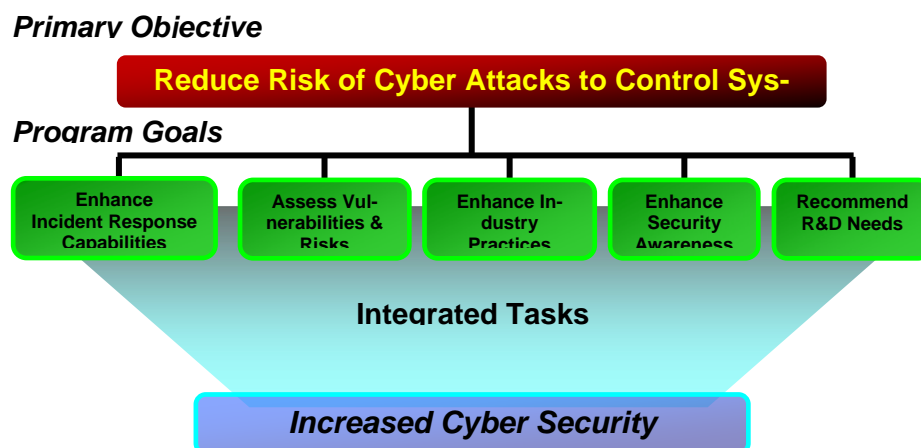 Primary Objective
Reduce Risk of Cyber Attacks to Control Sys-
Program Goals
Enhance
Incident Response
Capabilities
Assess Vul-
nerabilities &
Risks
Enhance In-
dustry
Practices
Enhance
Security
Awareness
Recommend
R&D Needs
Integrated Tasks
Increased Cyber Security